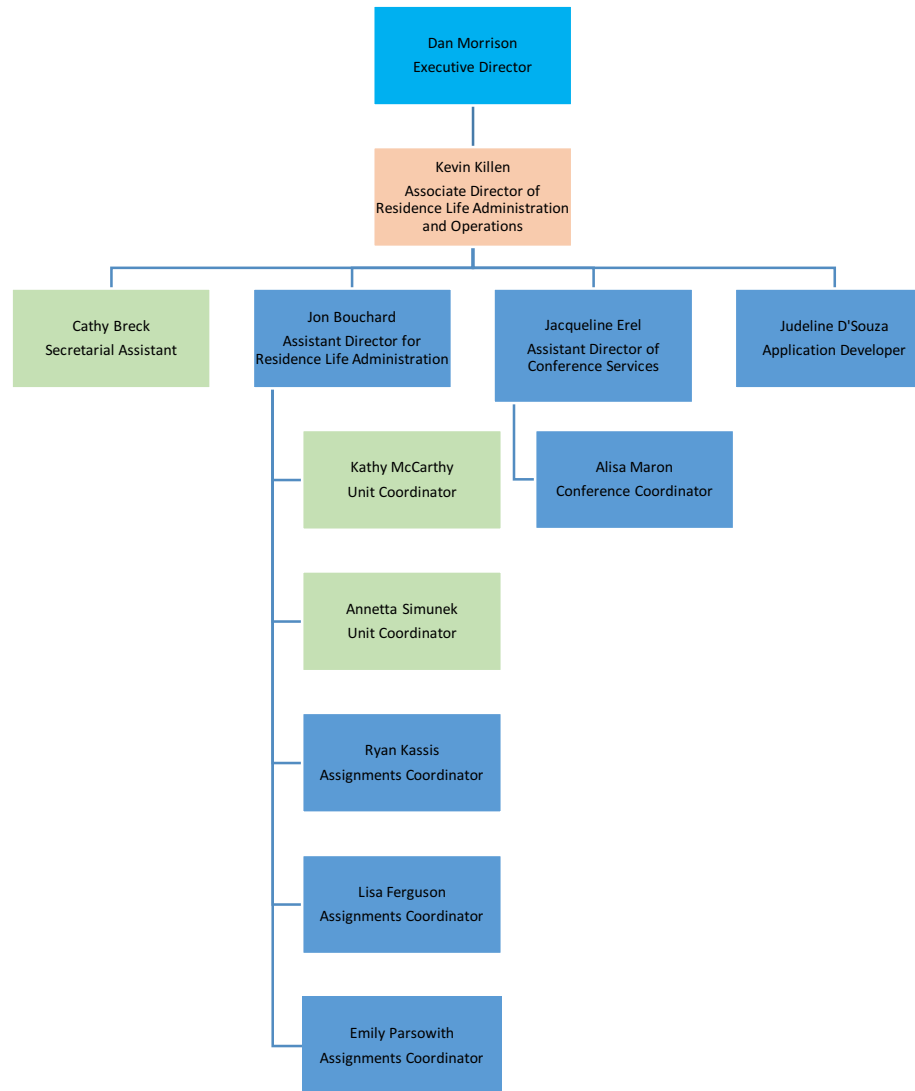 Dan Morrison
Executive Director
Kevin Killen
Associate Director of
Residence Life Administration
and Operations
Cathy Breck
Secretarial Assistant
Jon Bouchard
Assistant Director for
Residence Life Administration
Jacqueline Erel
Assistant Director of
Conference Services
Judeline D'Souza
Application Developer
Kathy McCarthy
Unit Coordinator
Alisa Maron
Conference Coordinator
Annetta Simunek
Unit Coordinator
Ryan Kassis
Assignments Coordinator
Lisa Ferguson
Assignments Coordinator
Emily Parsowith
Assignments Coordinator